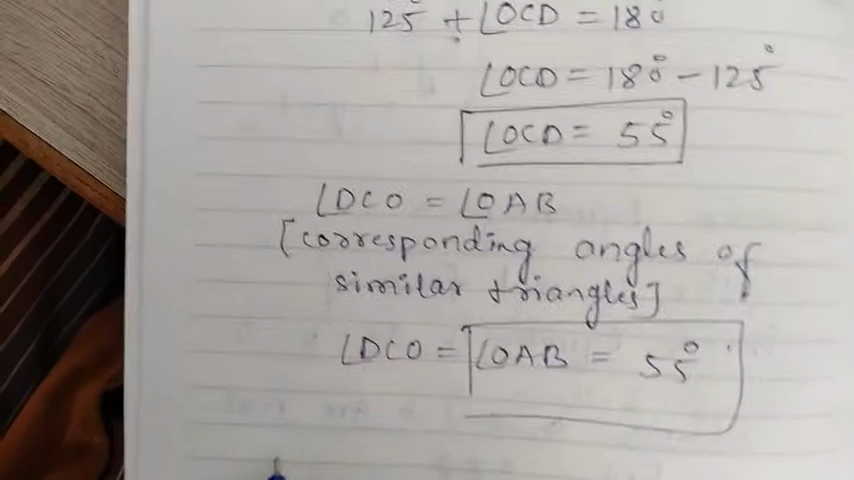 125° + ∠OCD = 180°
∠OCD = 180° - 125°
∠OCD = 55°
∠DCO = ∠OAB
[corresponding angles of
similar triangles]
∠DCO = ∠OAB = 55°